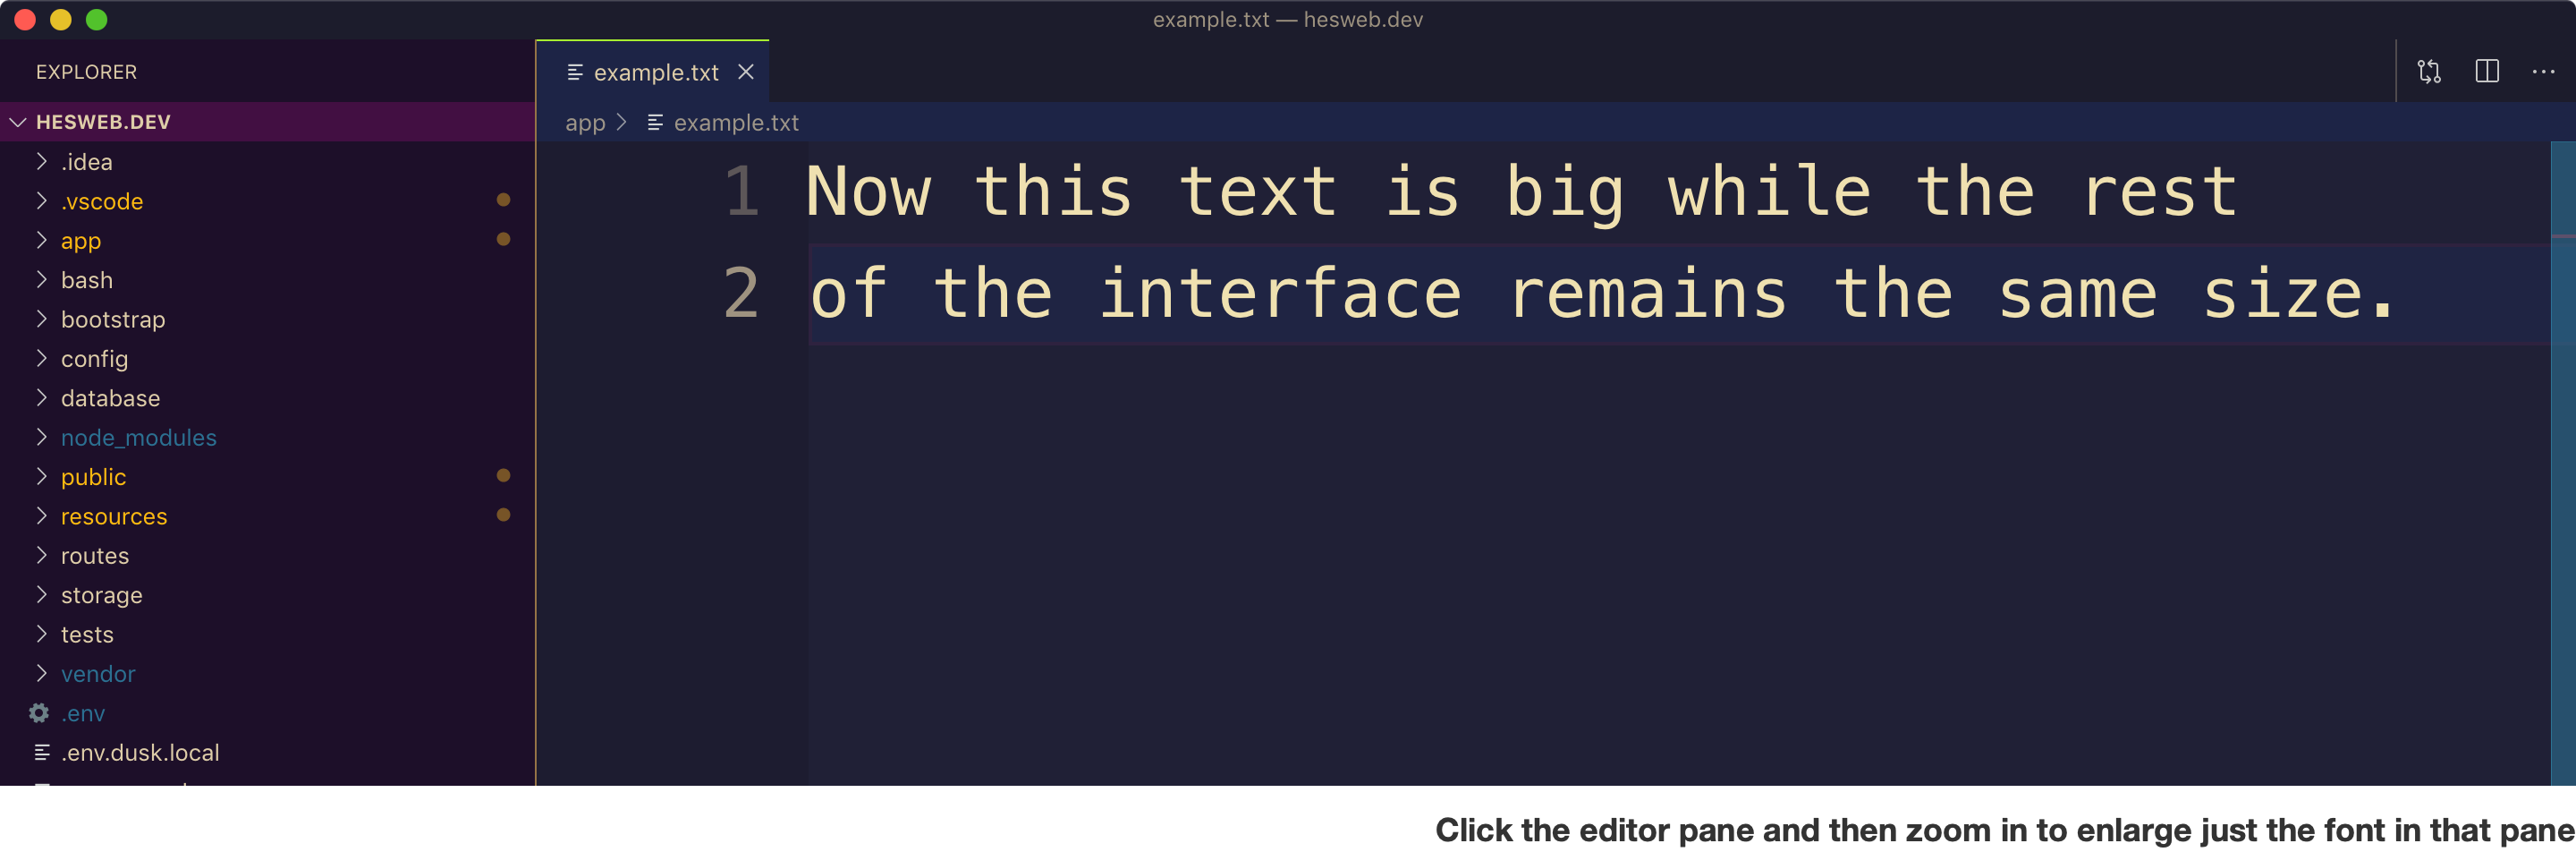 example.txt — hesweb.dev
EXPLORER
HESWEB.DEV
.idea
.vscode
app
bash
bootstrap
config
database
node_modules
public
resources
routes
storage
tests
vendor
.env
.env.dusk.local
example.txt
app > example.txt
1 Now this text is big while the rest
2 of the interface remains the same size.
Click the editor pane and then zoom in to enlarge just the font in that pane